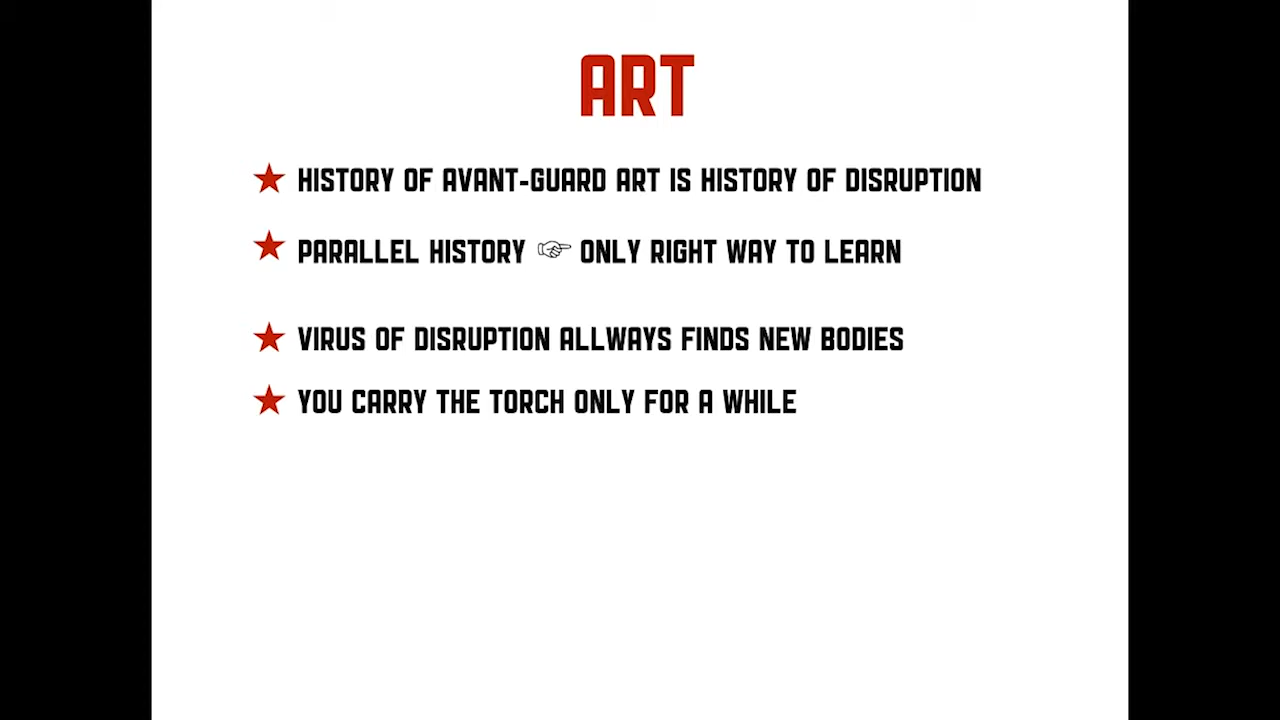 ART
★ HISTORY OF AVANT-GUARD ART IS HISTORY OF DISRUPTION
★ PARALLEL HISTORY ☞ ONLY RIGHT WAY TO LEARN
★ VIRUS OF DISRUPTION ALLWAYS FINDS NEW BODIES
★ YOU CARRY THE TORCH ONLY FOR A WHILE